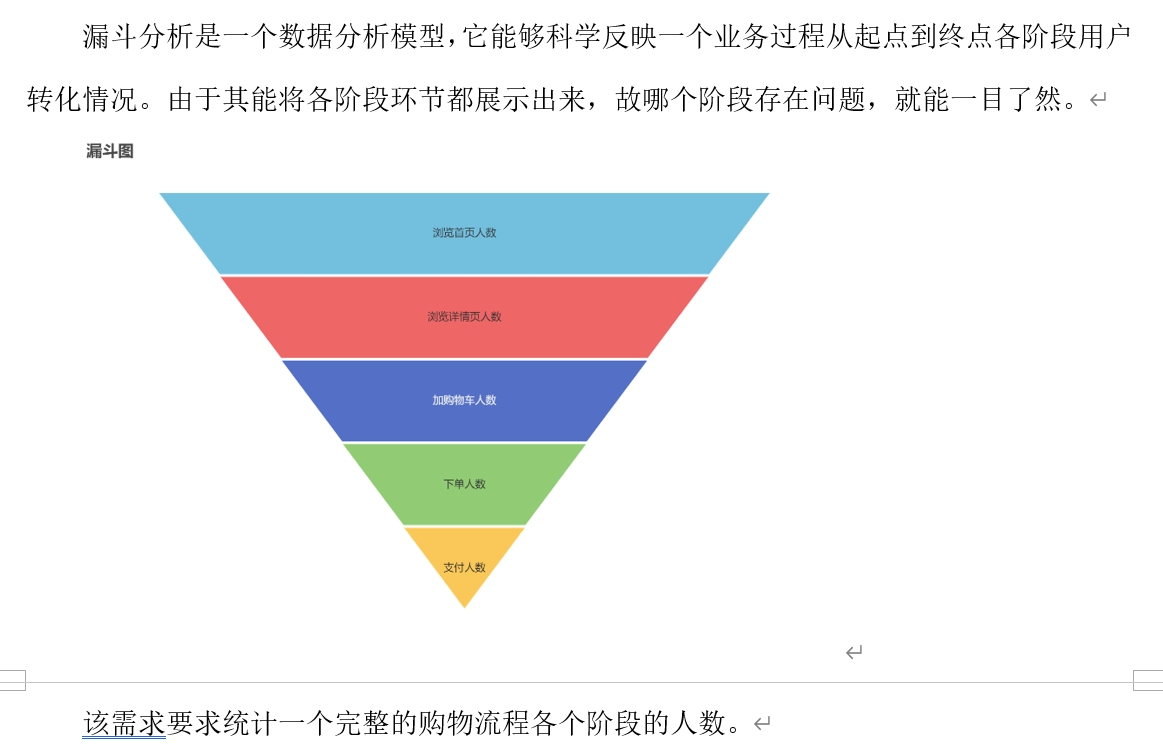 漏斗分析是一个数据分析模型，它能够科学反映一个业务过程从起点到终点各阶段用户
转化情况。由于其能将各阶段环节都展示出来，故哪个阶段存在问题，就能一目了然。
漏斗图
浏览首页人数
浏览详情页人数
加购物车人数
下单人数
支付人数
该需求要求统计一个完整的购物流程各个阶段的人数。